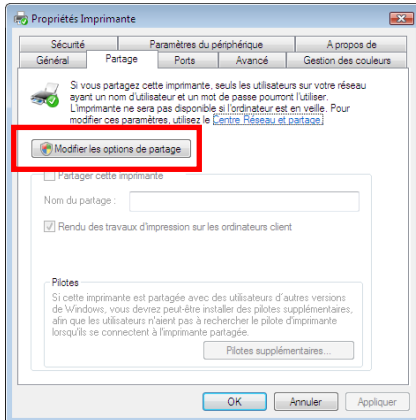 Propriétés Imprimante
Sécurité Paramètres du périphérique A propos de
Général Partage Ports Avancé Gestion des couleurs
Si vous partagez cette imprimante, seuls les utilisateurs sur votre réseau
ayant un nom d'utilisateur et un mot de passe pourront l'utiliser.
L'imprimante ne sera pas disponible si l'ordinateur est en veille. Pour
modifier ces paramètres, utilisez le Centre Réseau et partage.
Modifier les options de partage
Partager cette imprimante
Nom du partage :
Rendu des travaux d'impression sur les ordinateurs client
Pilotes
Si cette imprimante est partagée avec des utilisateurs d'autres versions
de Windows, vous devrez peut-être installer des pilotes supplémentaires,
afin que les utilisateurs n'aient pas à rechercher le pilote d'imprimante
lorsqu'ils se connectent à l'imprimante partagée.
Pilotes supplémentaires...
OK Annuler Appliquer